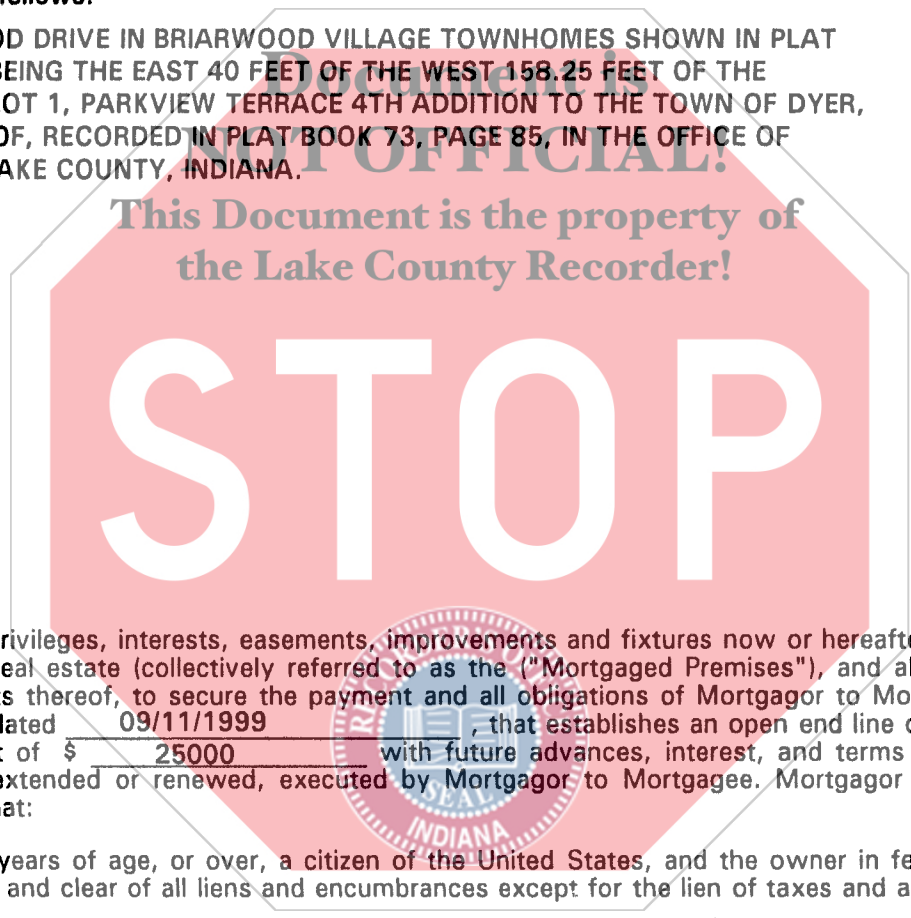 OD DRIVE IN BRIARWOOD VILLAGE TOWNHOMES SHOWN IN PLAT
BEING THE EAST 40 FEET OF THE WEST 158.25 FEET OF THE
Document is
OT 1, PARKVIEW TERRACE 4TH ADDITION TO THE TOWN OF DYER,
OF, RECORDED IN PLAT BOOK 73, PAGE 85, IN THE OFFICE OF
NOT OFFICIAL!
LAKE COUNTY, INDIANA.
This Document is the property of
the Lake County Recorder!
STOP
rivileges, interests, easements, improvements and fixtures now or hereafte
eal estate (collectively referred to as the ("Mortgaged Premises"), and al
s thereof, to secure the payment and all obligations of Mortgagor to Mo
dated 09/11/1999 , that establishes an open end line o
t of $ 25000 with future advances, interest, and terms
extended or renewed, executed by Mortgagor to Mortgagee. Mortgagor
hat:
SEAL
INDIANA
years of age, or over, a citizen of the United States, and the owner in fe
and clear of all liens and encumbrances except for the lien of taxes and a